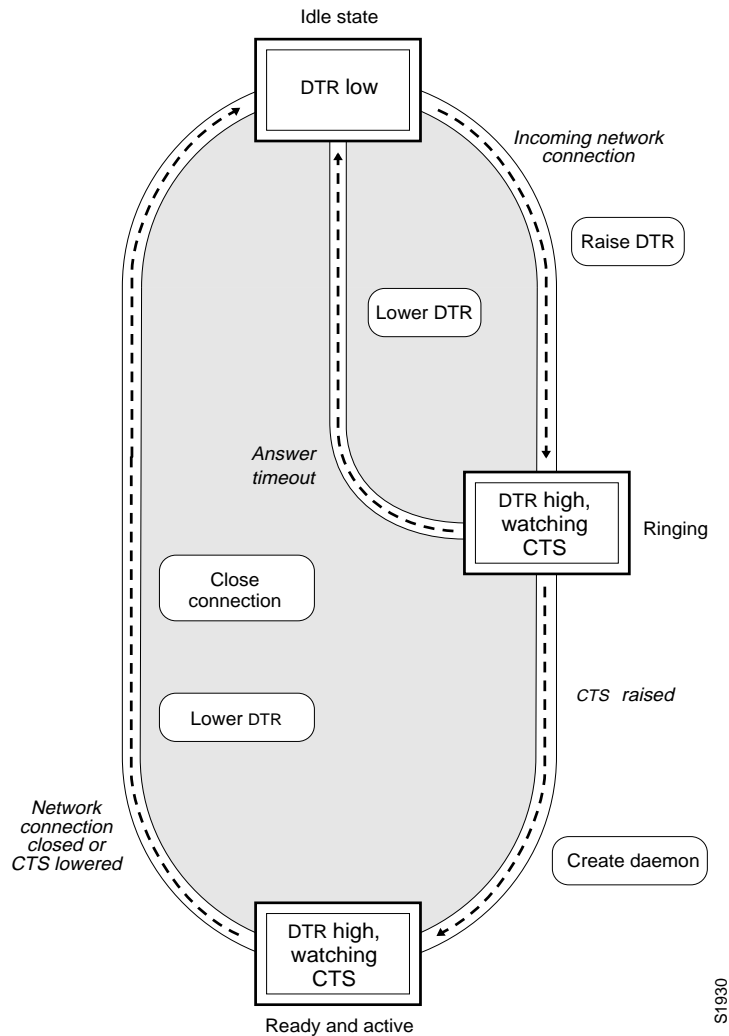 Idle state
DTR low
Incoming network
connection
Raise DTR
Lower DTR
Answer
timeout
DTR high,
watching
CTS
Ringing
Close
connection
CTS raised
Lower DTR
Network
connection
closed or
CTS lowered
Create daemon
DTR high,
watching
CTS
Ready and active
S1930